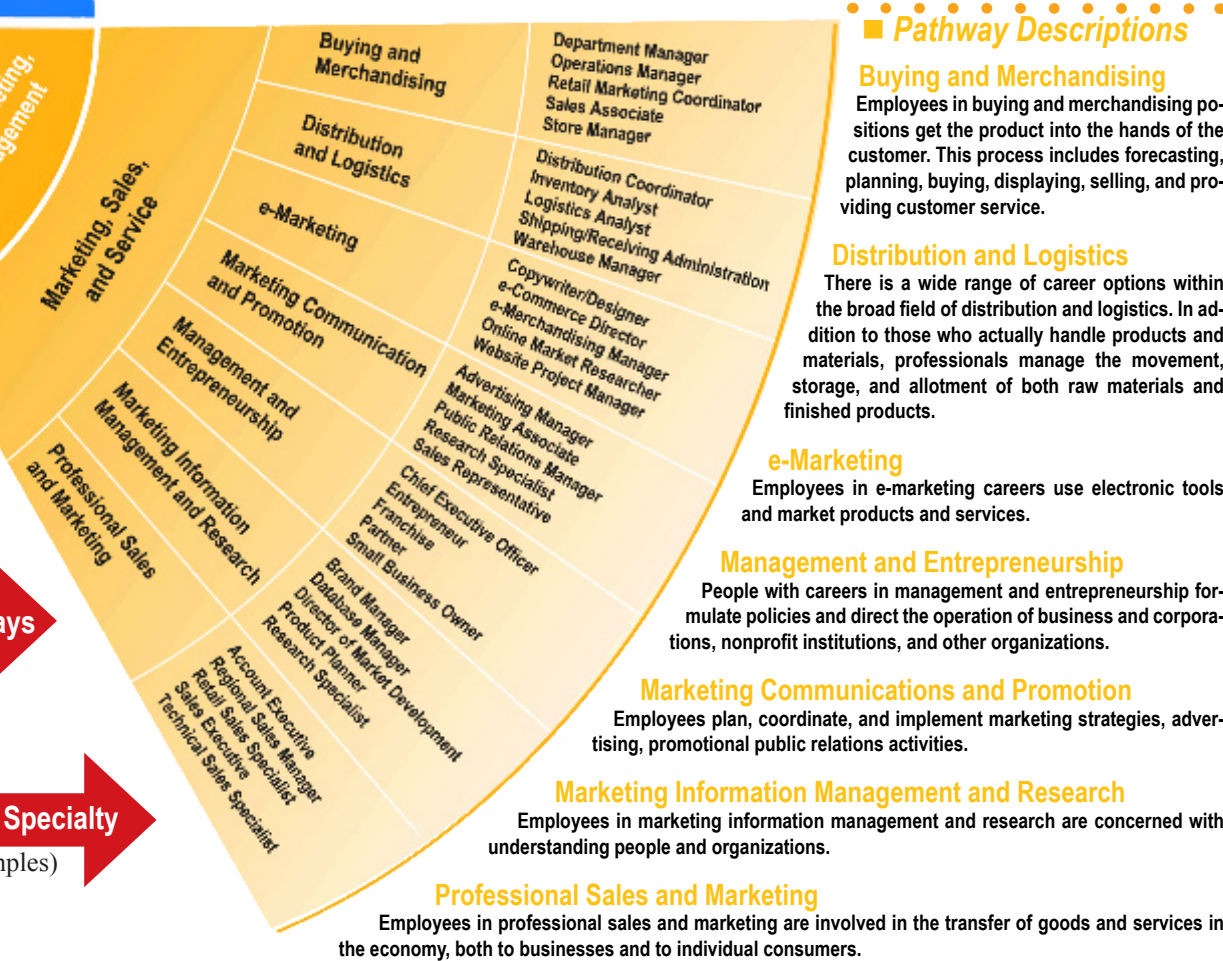 Marketing, Sales,
and Service
Buying and
Merchandising
Department Manager
Operations Manager
Retail Marketing Coordinator
Sales Associate
Store Manager
Distribution
and Logistics
Distribution Coordinator
Inventory Analyst
Logistics Analyst
Shipping/Receiving Administration
Warehouse Manager
e-Marketing
Copywriter/Designer
e-Commerce Director
e-Merchandising Manager
Online Market Researcher
Website Project Manager
Marketing Communication
and Promotion
Advertising Manager
Marketing Associate
Public Relations Manager
Research Specialist
Sales Representative
Management and
Entrepreneurship
Chief Executive Officer
Entrepreneur
Franchise
Partner
Small Business Owner
Marketing Information
Management and Research
Brand Manager
Database Manager
Director of Market Development
Product Planner
Research Specialist
Professional Sales
and Marketing
Account Executive
Regional Sales Manager
Retail Sales Specialist
Sales Executive
Technical Sales Specialist
ays
Specialty
nples)
■ Pathway Descriptions
Buying and Merchandising
Employees in buying and merchandising po-
sitions get the product into the hands of the
customer. This process includes forecasting,
planning, buying, displaying, selling, and pro-
viding customer service.
Distribution and Logistics
There is a wide range of career options within
the broad field of distribution and logistics. In ad-
dition to those who actually handle products and
materials, professionals manage the movement,
storage, and allotment of both raw materials and
finished products.
e-Marketing
Employees in e-marketing careers use electronic tools
and market products and services.
Management and Entrepreneurship
People with careers in management and entrepreneurship for-
mulate policies and direct the operation of business and corpora-
tions, nonprofit institutions, and other organizations.
Marketing Communications and Promotion
Employees plan, coordinate, and implement marketing strategies, adver-
tising, promotional public relations activities.
Marketing Information Management and Research
Employees in marketing information management and research are concerned with
understanding people and organizations.
Professional Sales and Marketing
Employees in professional sales and marketing are involved in the transfer of goods and services in
the economy, both to businesses and to individual consumers.